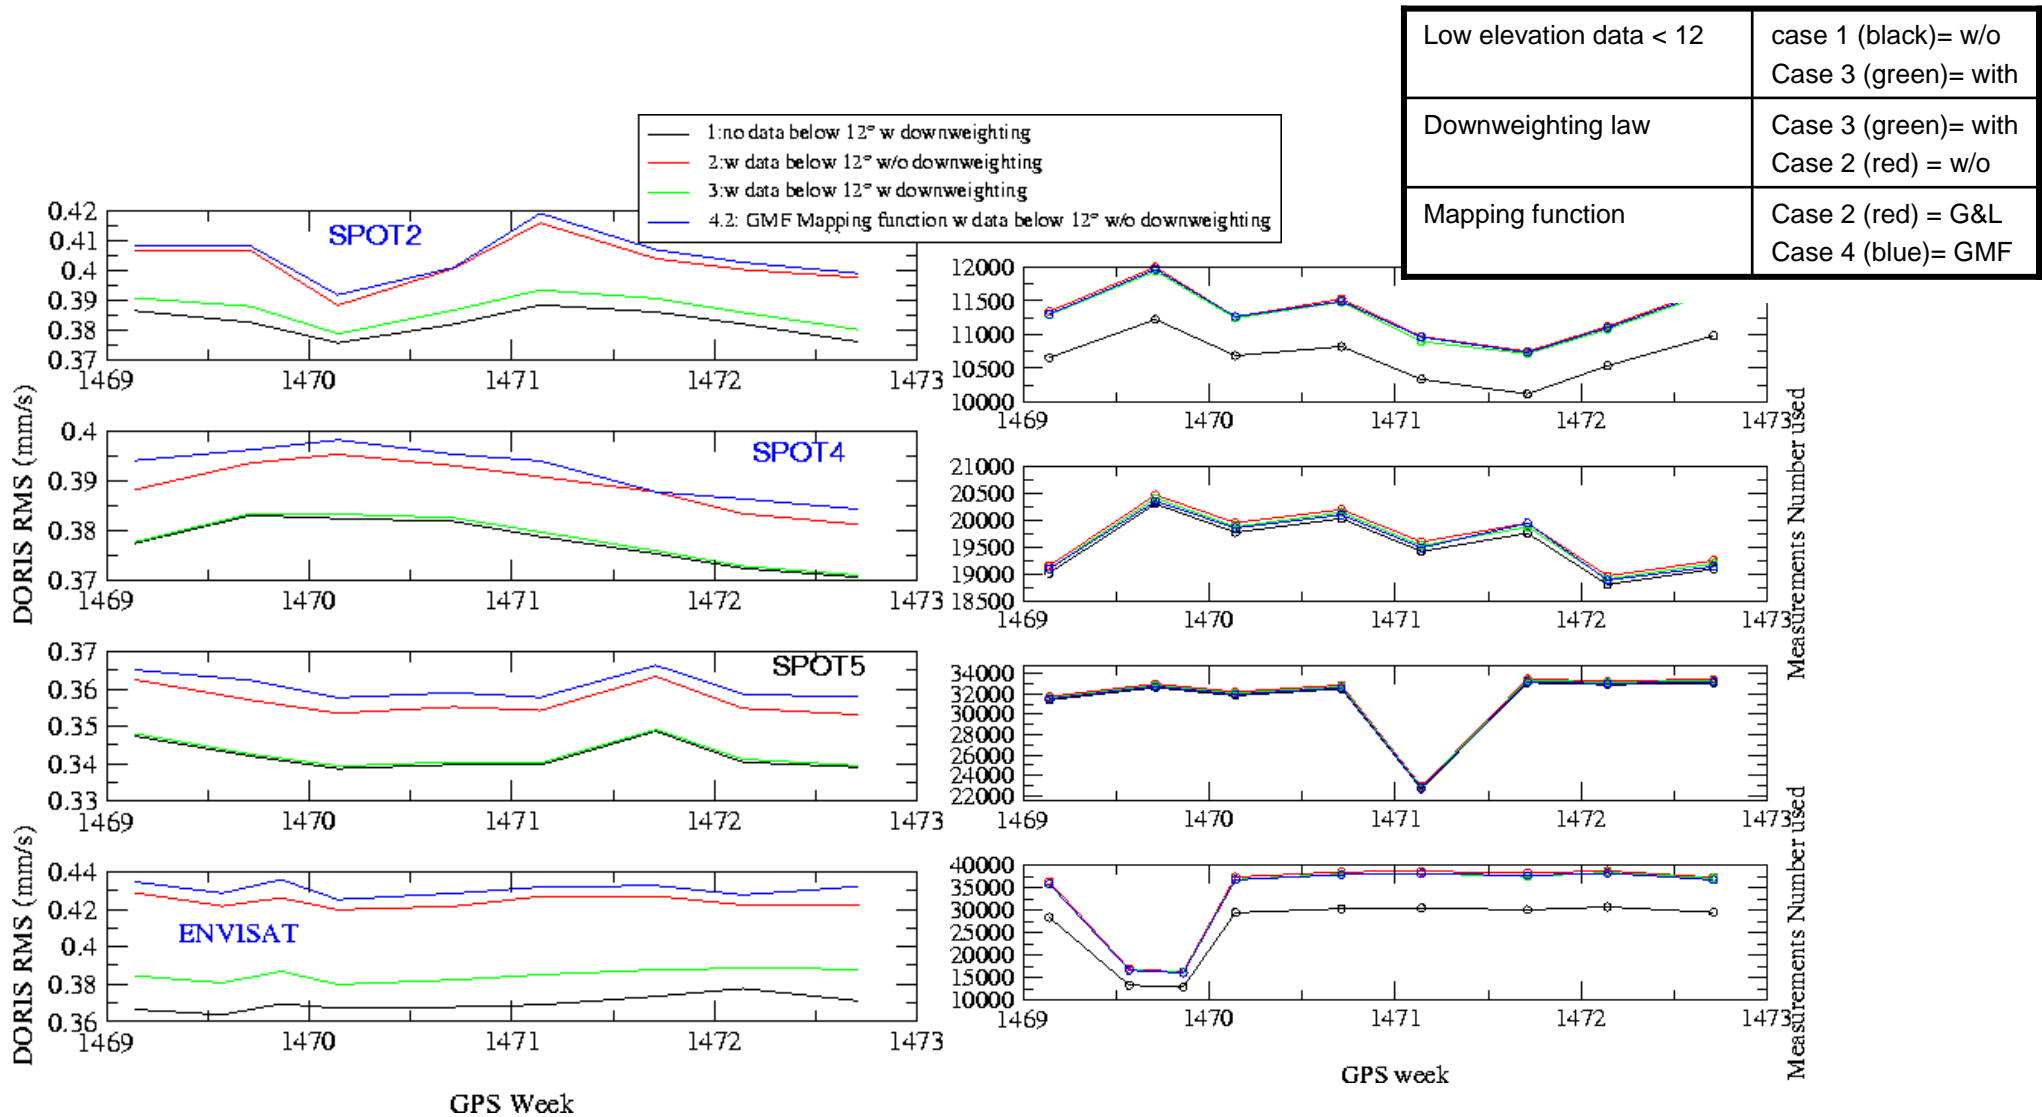 Low elevation data < 12
case 1 (black)= w/o
Case 3 (green)= with
Downweighting law
Case 3 (green)= with
Case 2 (red) = w/o
Mapping function
Case 2 (red) = G&L
Case 4 (blue)= GMF
1:no data below 12° w downweighting
2:w data below 12° w/o downweighting
3:w data below 12° w downweighting
4.2: GMF Mapping function w data below 12° w/o downweighting
DORIS RMS (mm/s)
DORIS RMS (mm/s)
0.42
0.41
0.4
0.39
0.38
0.37
SPOT2
1469 1470 1471 1472 1473
0.4
0.39
0.38
0.37
SPOT4
1469 1470 1471 1472 1473
0.37
0.36
0.35
0.34
0.33
SPOT5
1469 1470 1471 1472 1473
0.44
0.42
0.4
0.38
0.36
ENVISAT
1469 1470 1471 1472 1473
GPS Week
12000
11500
11000
10500
10000
1469 1470 1471 1472 1473
21000
20500
20000
19500
19000
18500
1469 1470 1471 1472 1473
34000
32000
30000
28000
26000
24000
22000
1469 1470 1471 1472 1473
40000
35000
30000
25000
20000
15000
10000
1469 1470 1471 1472 1473
GPS week
Measurements Number used
Measurements Number used